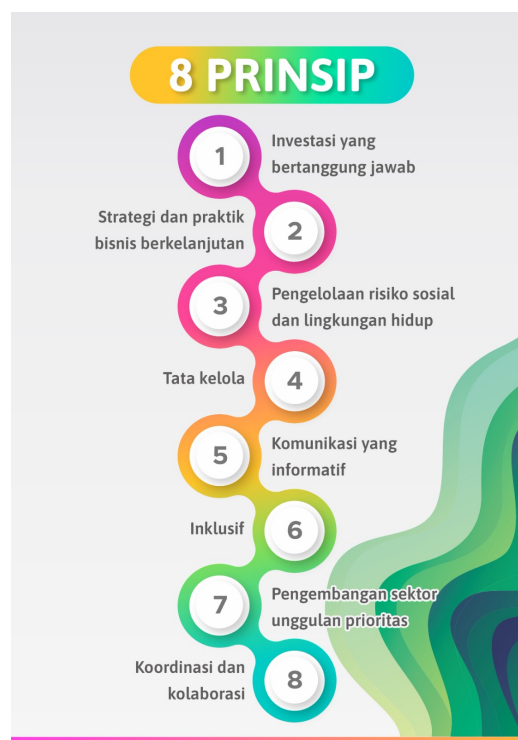 8 PRINSIP
1
Investasi yang
bertanggung jawab
Strategi dan praktik
bisnis berkelanjutan
2
3
Pengelolaan risiko sosial
dan lingkungan hidup
Tata kelola
4
5
Komunikasi yang
informatif
Inklusif
6
7
Pengembangan sektor
unggulan prioritas
Koordinasi dan
kolaborasi
8